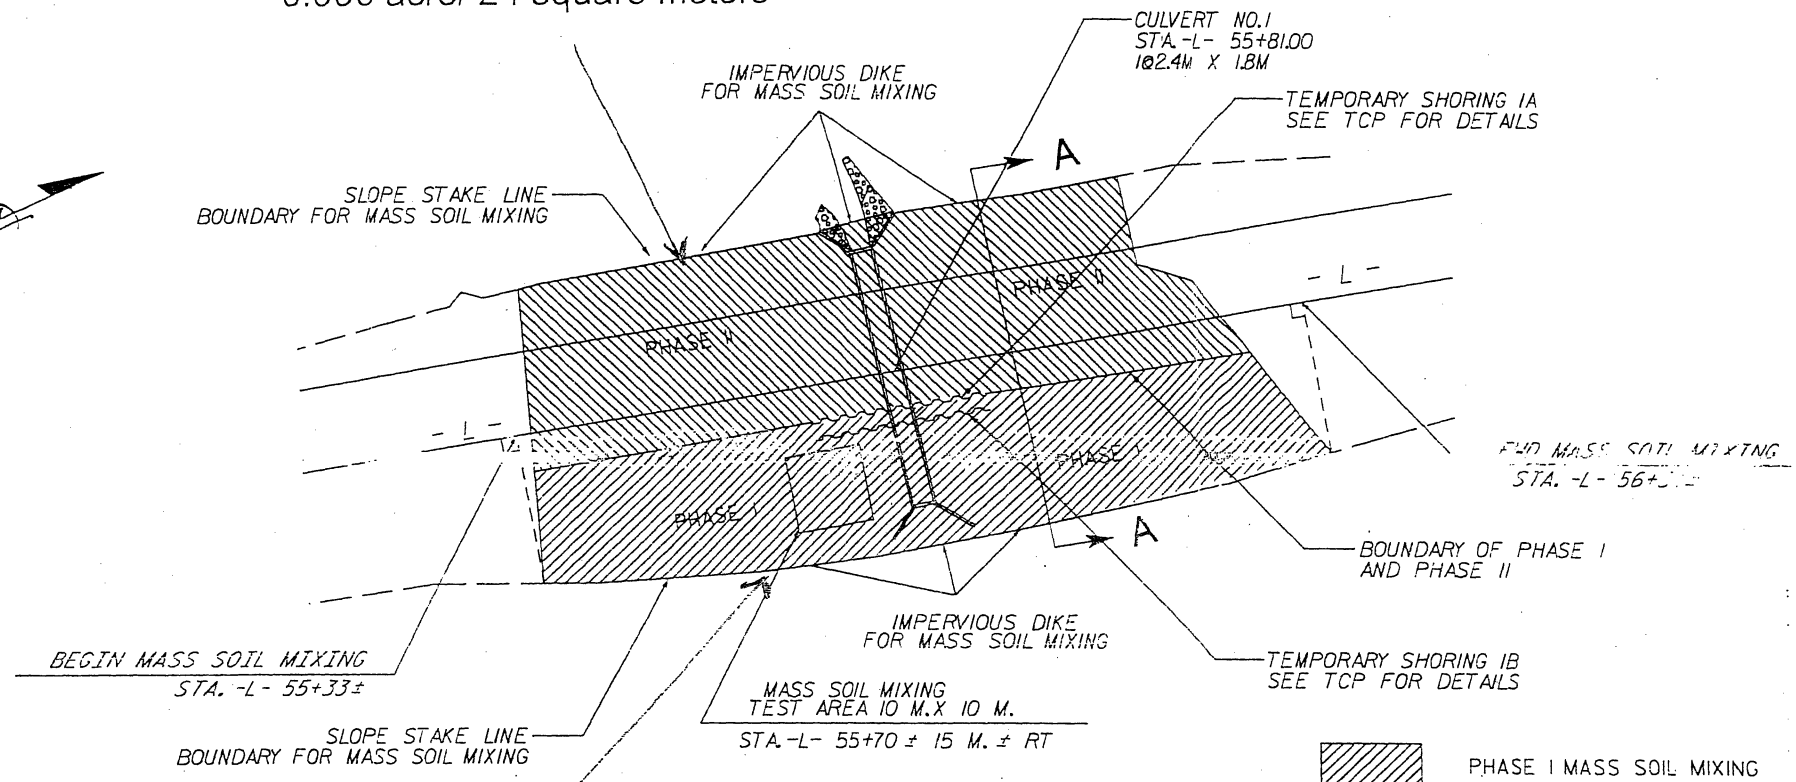 CULVERT NO.1
STA.-L- 55+81.00
1@2.4M X 1.8M
IMPERVIOUS DIKE
FOR MASS SOIL MIXING
TEMPORARY SHORING 1A
SEE TCP FOR DETAILS
A
SLOPE STAKE LINE
BOUNDARY FOR MASS SOIL MIXING
- L -
PHASE II
PHASE II
- L -
PHASE I
PHASE I
STA. -L- 56+
A
BOUNDARY OF PHASE I
AND PHASE II
IMPERVIOUS DIKE
FOR MASS SOIL MIXING
BEGIN MASS SOIL MIXING
STA. -L- 55+33±
TEMPORARY SHORING 1B
SEE TCP FOR DETAILS
MASS SOIL MIXING
TEST AREA 10 M.X 10 M.
STA.-L- 55+70 ± 15 M. ± RT
SLOPE STAKE LINE
BOUNDARY FOR MASS SOIL MIXING
PHASE I MASS SOIL MIXING